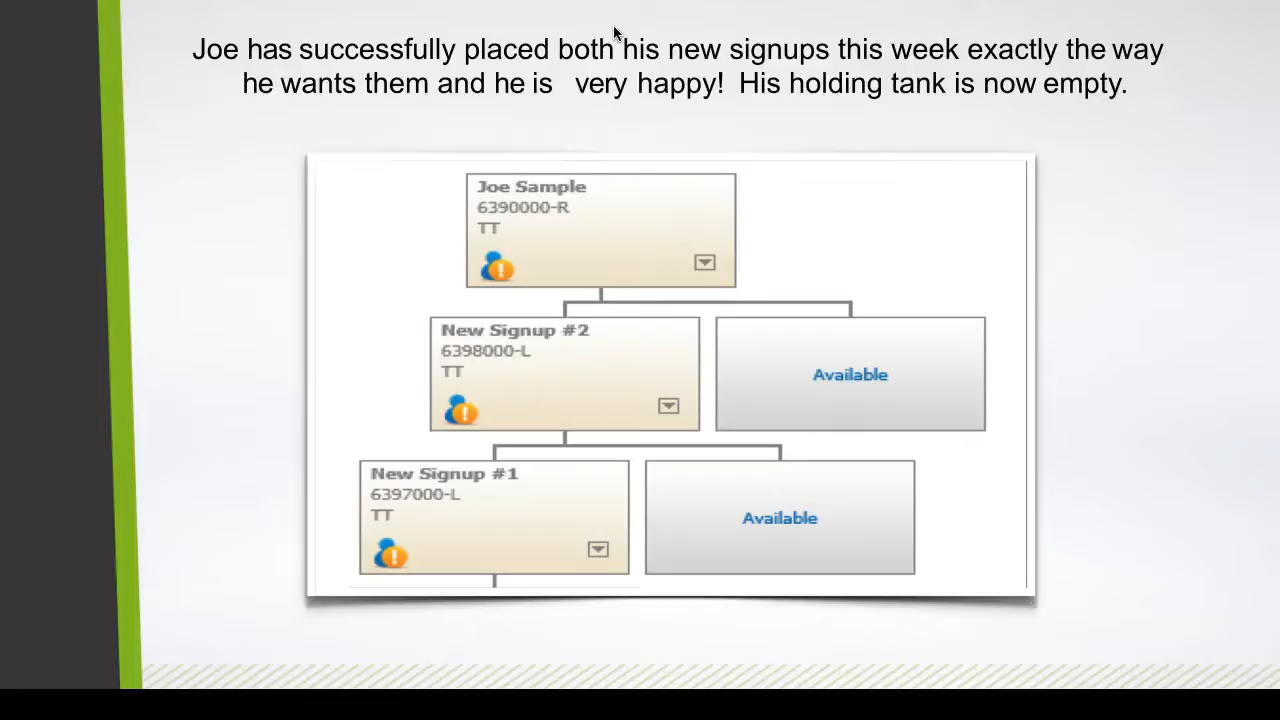 Joe has successfully placed both his new signups this week exactly the way
he wants them and he is very happy! His holding tank is now empty.
Joe Sample
6390000-R
TT
New Signup #2
6398000-L
TT
Available
New Signup #1
6397000-L
TT
Available